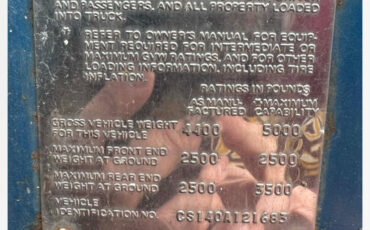 AND PASSENGERS, AND ALL PROPERTY LOADED
INTO TRUCK.
* REFER TO OWNER'S MANUAL FOR EQUIP-
MENT REQUIRED FOR INTERMEDIATE OR
MAXIMUM GVW RATINGS, AND FOR OTHER
LOADING INFORMATION, INCLUDING TIRE
INFLATION.
RATINGS IN POUNDS
AS MANU- *MAXIMUM
FACTURED CAPABILITY
GROSS VEHICLE WEIGHT
FOR THIS VEHICLE 4400 5000
MAXIMUM FRONT END
WEIGHT AT GROUND 2500 2500
MAXIMUM REAR END
WEIGHT AT GROUND 2500 3500
VEHICLE
IDENTIFICATION NO. CS140A121685